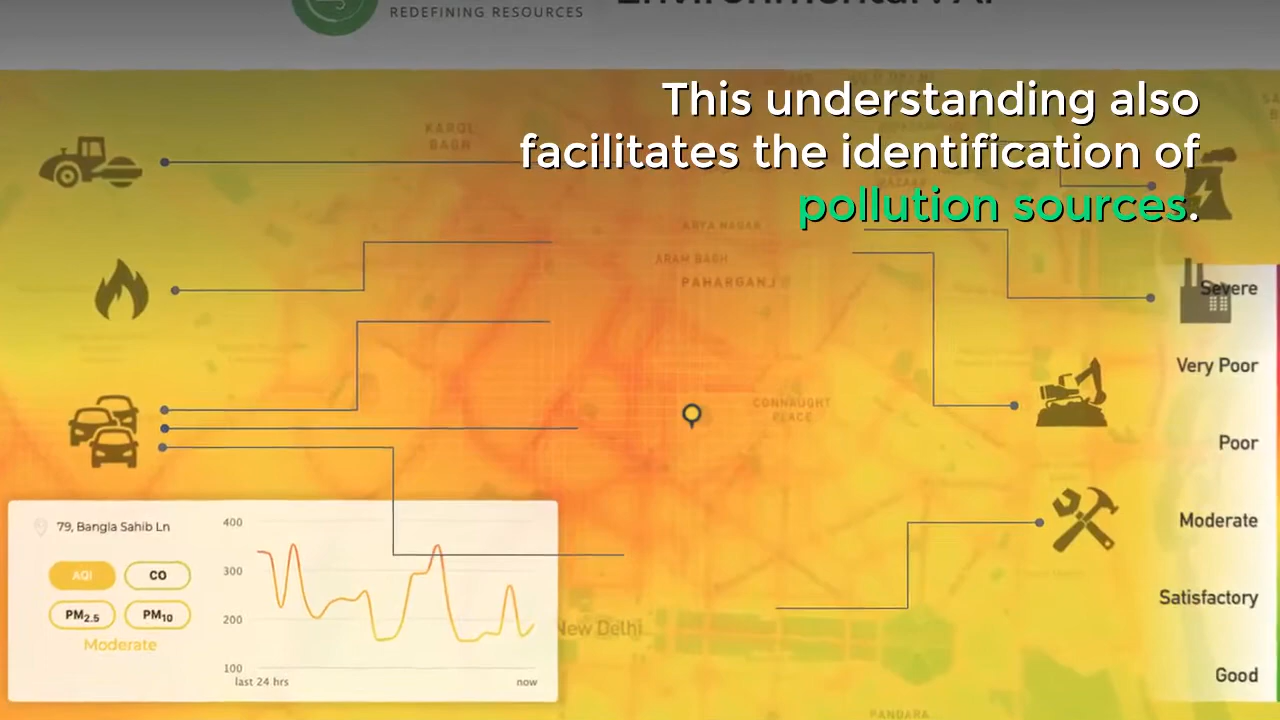 REDEFINING RESOURCES
This understanding also
facilitates the identification of
pollution sources.
KAROL
BAGH
ARYA NAGAR
ARAM BAGH
PAHARGANJ
CONNAUGHT
PLACE
Severe
Very Poor
Poor
Moderate
Satisfactory
Good
79, Bangla Sahib Ln
AQI
CO
PM2.5
PM10
Moderate
400
300
200
100
last 24 hrs
now
New Delhi
PANDARA